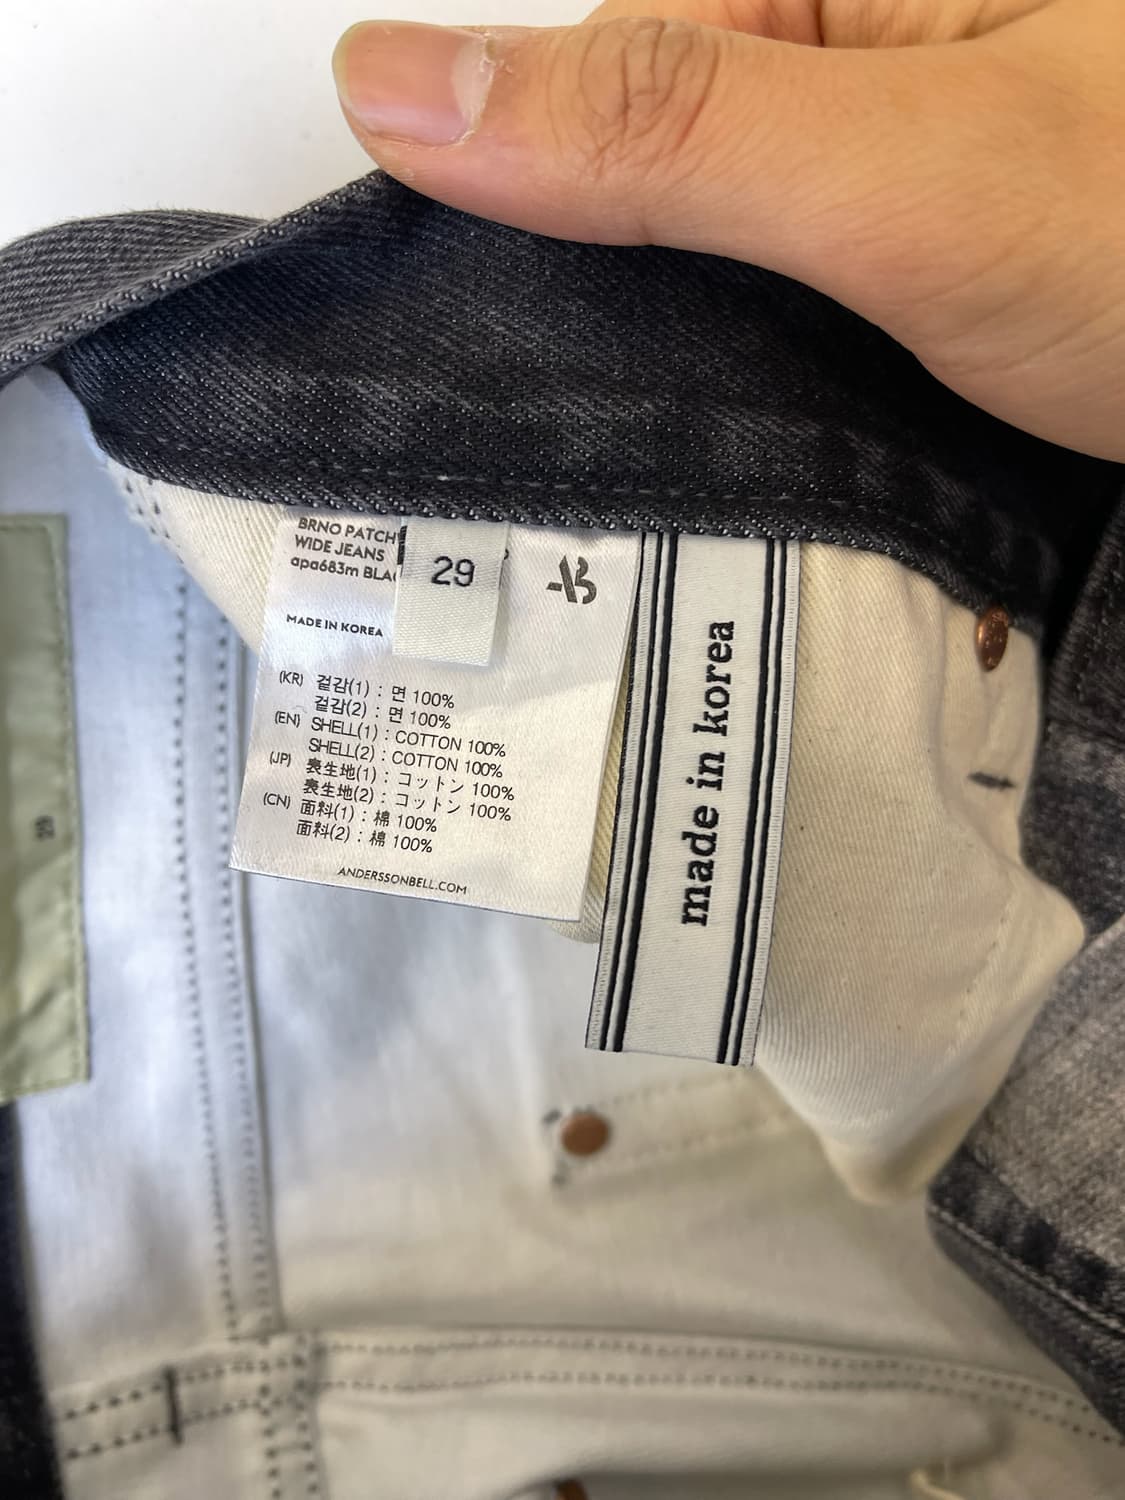 BRNO PATCH
WIDE JEANS
apa683m
29
MADE IN KOREA
(KR) 겉감(1) : 면 100%
겉감(2) : 면 100%
(EN) SHELL(1) : COTTON 100%
SHELL(2) : COTTON 100%
(JP) 表生地(1) : コットン 100%
表生地(2) : コットン 100%
(CN) 面料(1) : 棉 100%
面料(2) : 棉 100%
ANDERSSONBELL.COM
made in korea
29